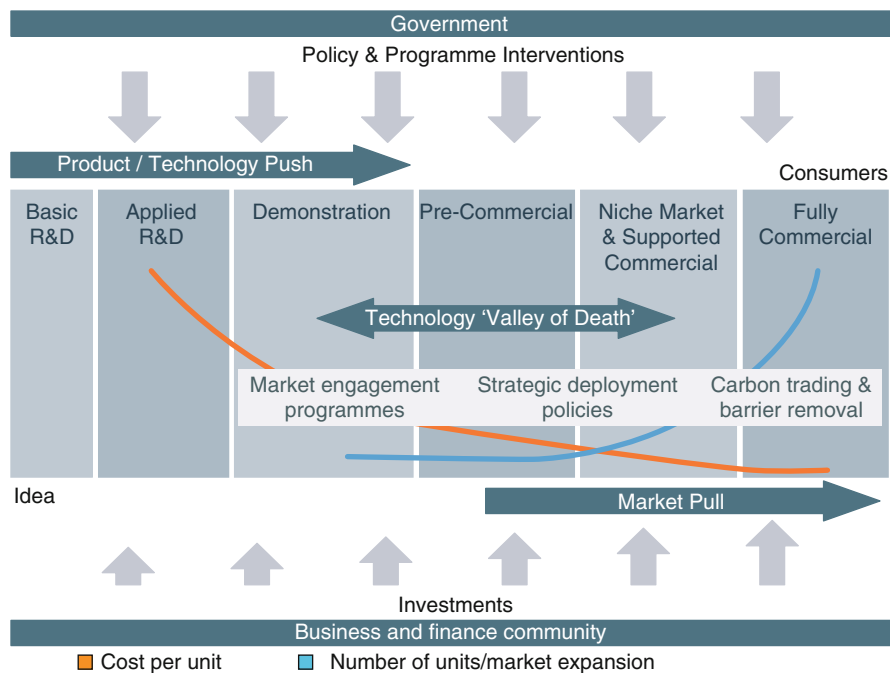 Government
Policy & Programme Interventions
Product / Technology Push
Consumers
Basic
R&D
Applied
R&D
Demonstration
Pre-Commercial
Niche Market
& Supported
Commercial
Fully
Commercial
Technology ‘Valley of Death’
Market engagement
programmes
Strategic deployment
policies
Carbon trading &
barrier removal
Idea
Market Pull
Investments
Business and finance community
Cost per unit
Number of units/market expansion